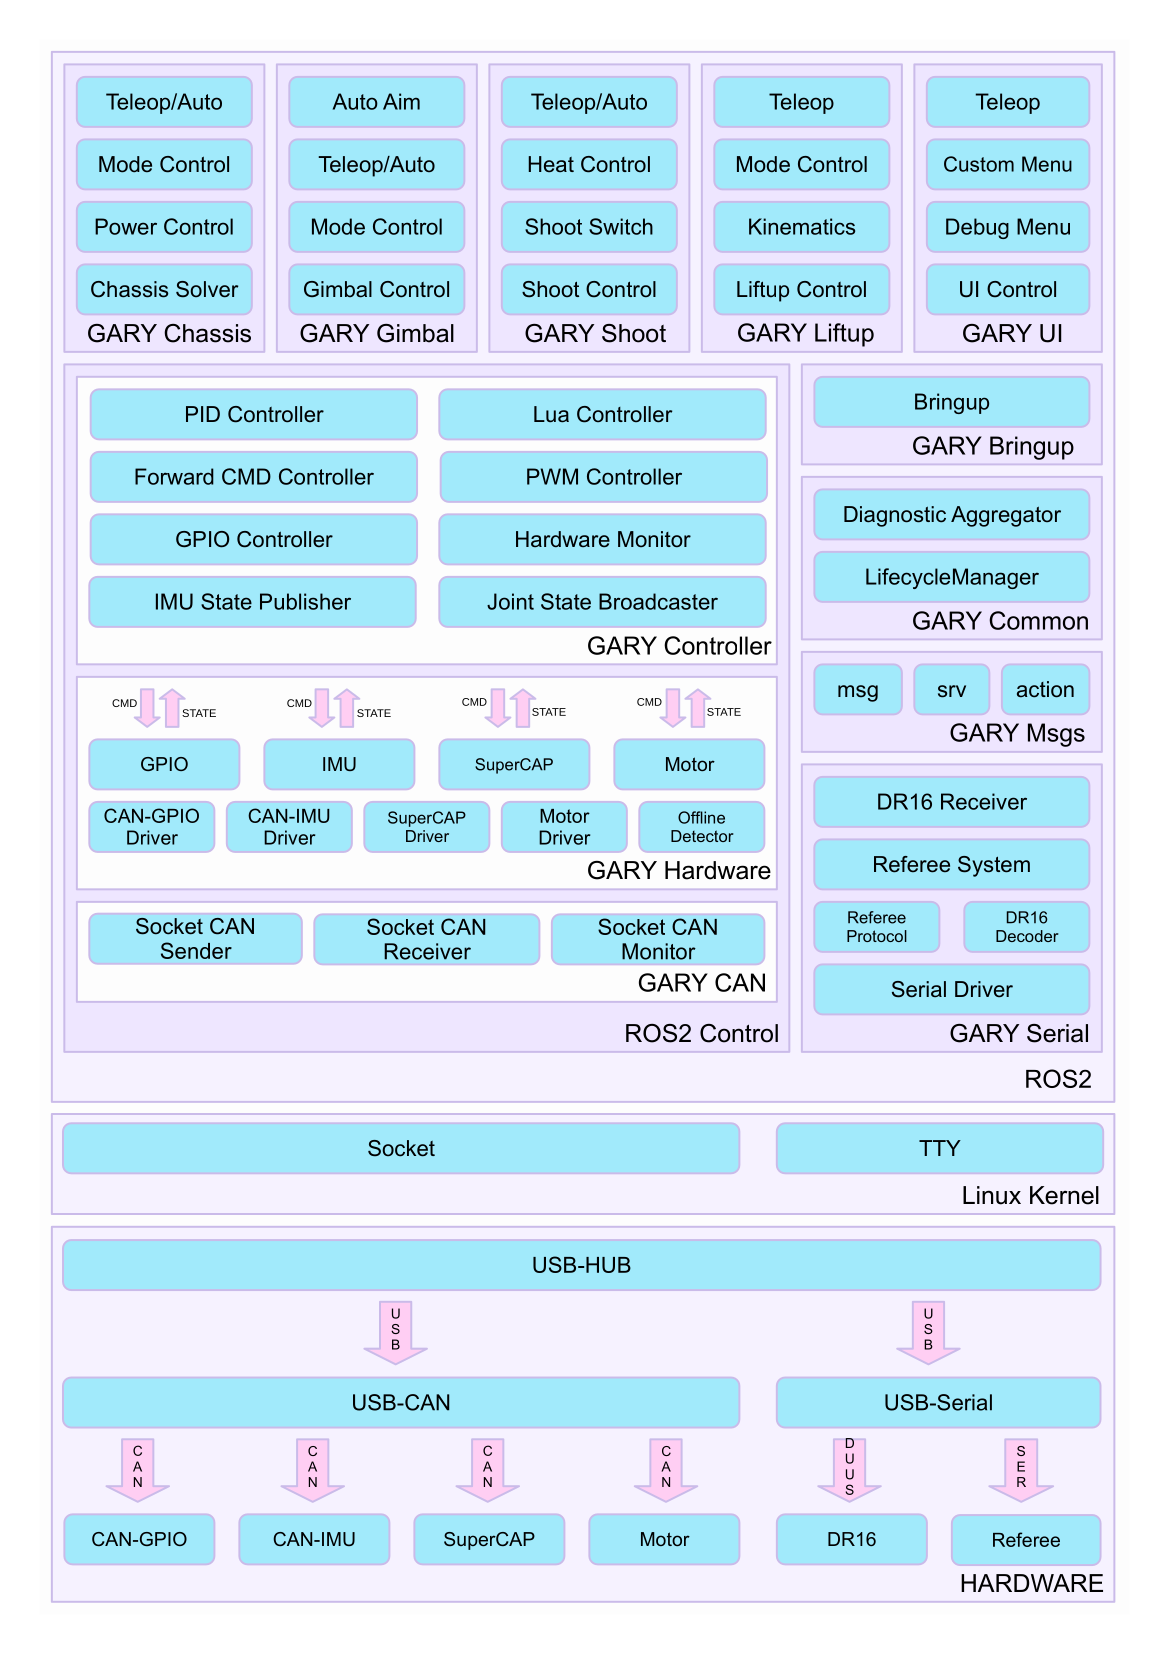 Teleop/Auto
Mode Control
Power Control
Chassis Solver
GARY Chassis
Auto Aim
Teleop/Auto
Mode Control
Gimbal Control
GARY Gimbal
Teleop/Auto
Heat Control
Shoot Switch
Shoot Control
GARY Shoot
Teleop
Mode Control
Kinematics
Liftup Control
GARY Liftup
Teleop
Custom Menu
Debug Menu
UI Control
GARY UI
PID Controller
Lua Controller
Forward CMD Controller
PWM Controller
GPIO Controller
Hardware Monitor
IMU State Publisher
Joint State Broadcaster
GARY Controller
CMD
STATE
CMD
STATE
CMD
STATE
CMD
STATE
GPIO
IMU
SuperCAP
Motor
CAN-GPIO
Driver
CAN-IMU
Driver
SuperCAP
Driver
Motor
Driver
Offline
Detector
GARY Hardware
Socket CAN
Sender
Socket CAN
Receiver
Socket CAN
Monitor
GARY CAN
ROS2 Control
Bringup
GARY Bringup
Diagnostic Aggregator
LifecycleManager
GARY Common
msg
srv
action
GARY Msgs
DR16 Receiver
Referee System
Referee
Protocol
DR16
Decoder
Serial Driver
GARY Serial
ROS2
Socket
TTY
Linux Kernel
USB-HUB
USB
USB
USB-CAN
USB-Serial
CAN
CAN
CAN
CAN
DUUS
SER
CAN-GPIO
CAN-IMU
SuperCAP
Motor
DR16
Referee
HARDWARE